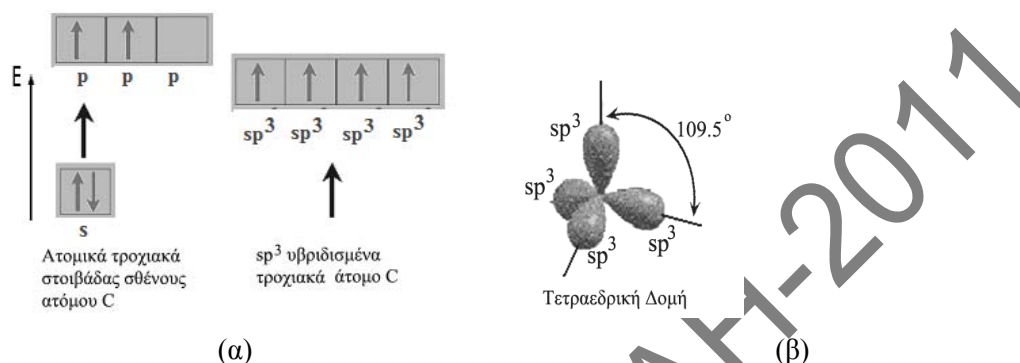 E
p p p
s
Ατομικά τροχιακά
στοιβάδας σθένους
ατόμου C
sp³ sp³ sp³ sp³
sp³ υβριδισμένα
τροχιακά άτομο C
(α)
sp³
109.5°
sp³
sp³
sp³
Τετραεδρική Δομή
(β)
-2011